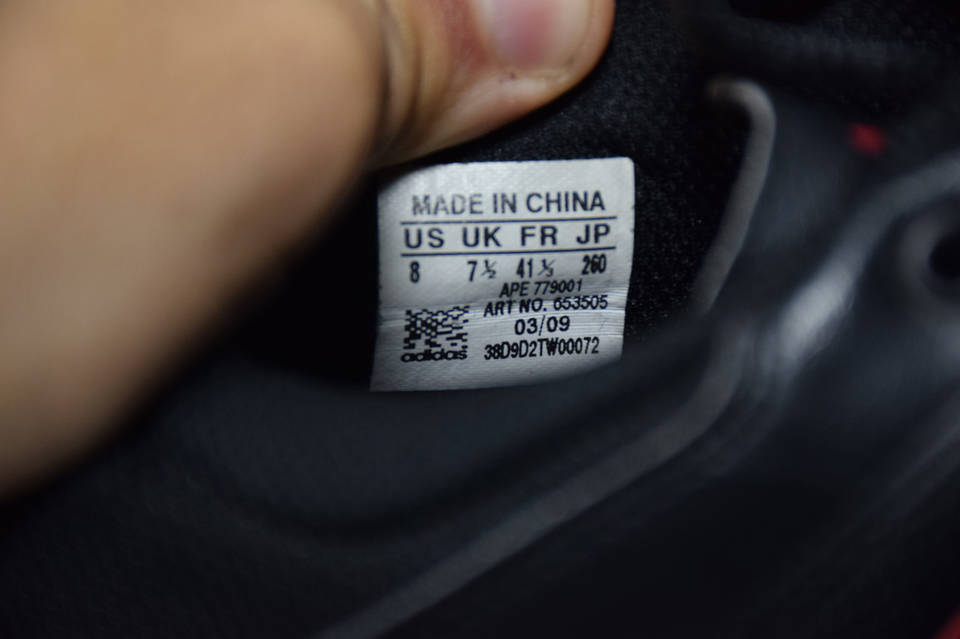 MADE IN CHINA
US UK FR JP
8 7½ 41⅓ 260
APE 779001
ART NO. 653505
03/09
adidas 38D9D2TW00072